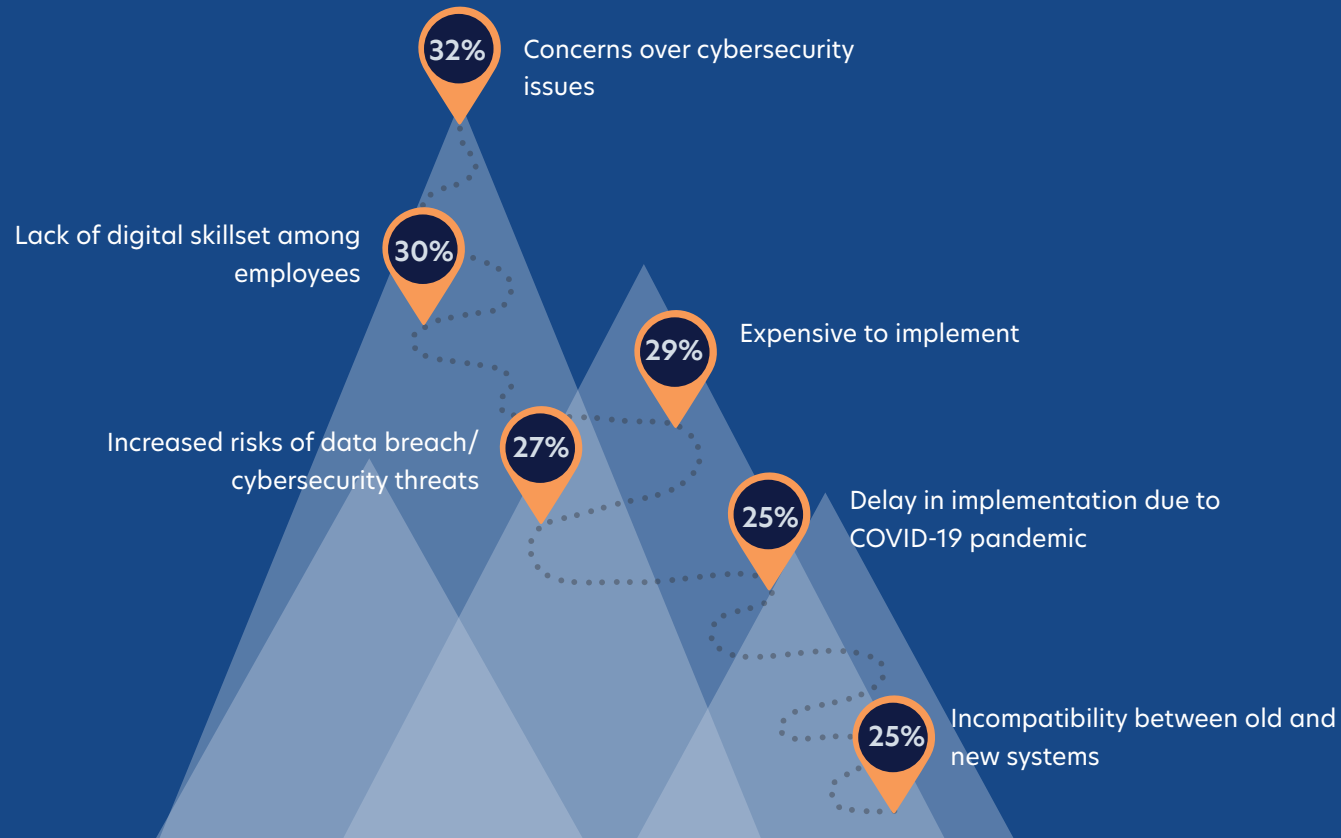 32%
Concerns over cybersecurity
issues
Lack of digital skillset among
employees
30%
29%
Expensive to implement
Increased risks of data breach/
cybersecurity threats
27%
25%
Delay in implementation due to
COVID-19 pandemic
25%
Incompatibility between old and
new systems